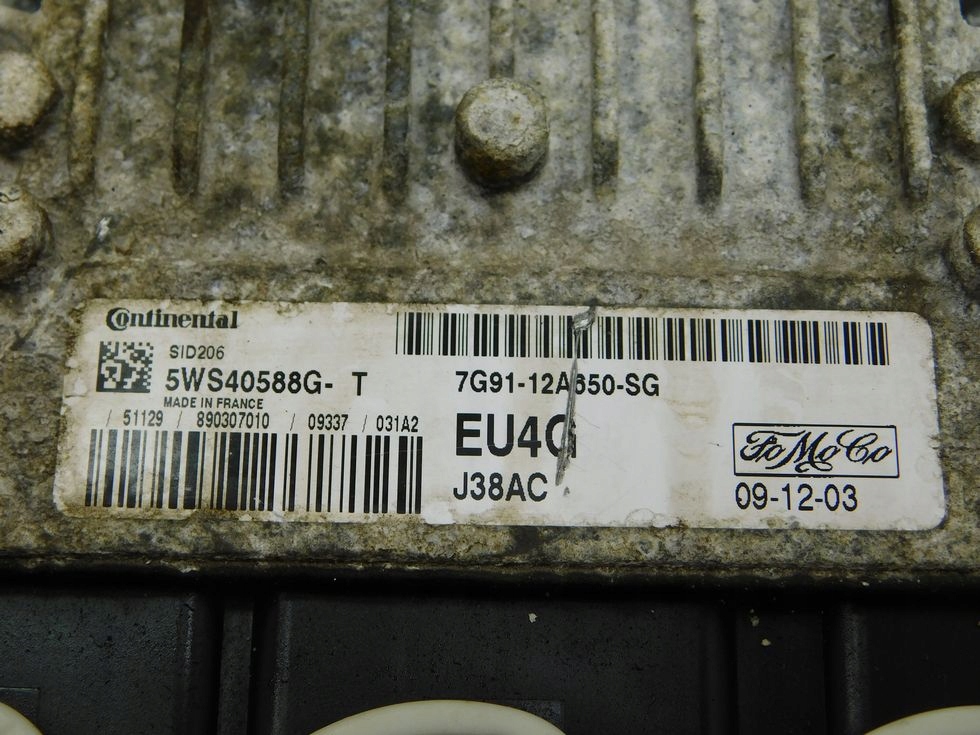 Continental
SID206
5WS40588G- T
MADE IN FRANCE
/ 51129 / 890307010 / 09337 / 031A2
7G91-12A650-SG
EU4G
J38AC
FoMoCo
09-12-03